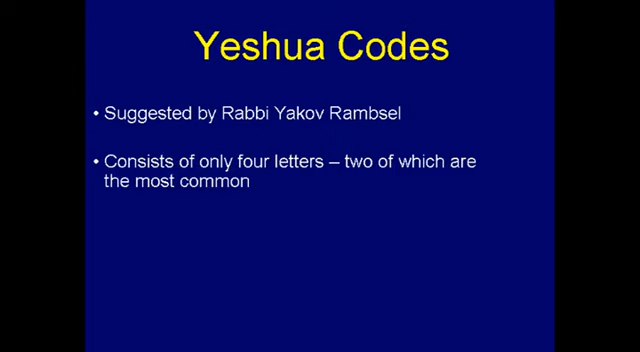 Yeshua Codes
• Suggested by Rabbi Yakov Rambsel
• Consists of only four letters – two of which are
the most common